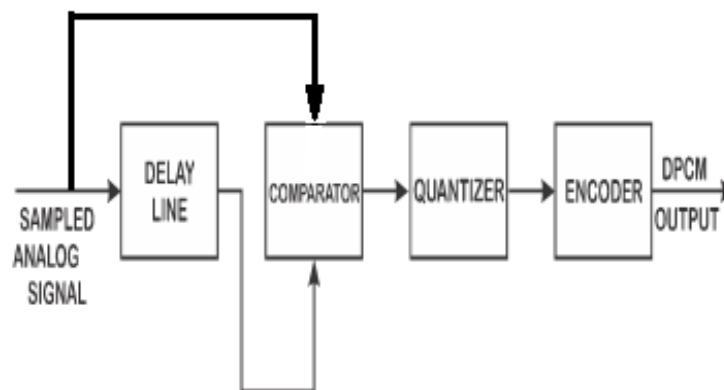 SAMPLED
ANALOG
SIGNAL
DELAY
LINE
COMPARATOR
QUANTIZER
ENCODER
DPCM
OUTPUT